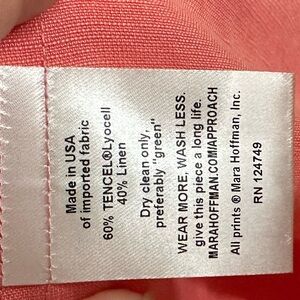 Made in USA
of imported fabric
60% TENCEL®Lyocell
40% Linen
Dry clean only,
preferably "green"
WEAR MORE. WASH LESS.
give this piece a long life.
MARAHOFFMAN.COM/APPROACH
All prints ® Mara Hoffman, Inc.
RN 124749